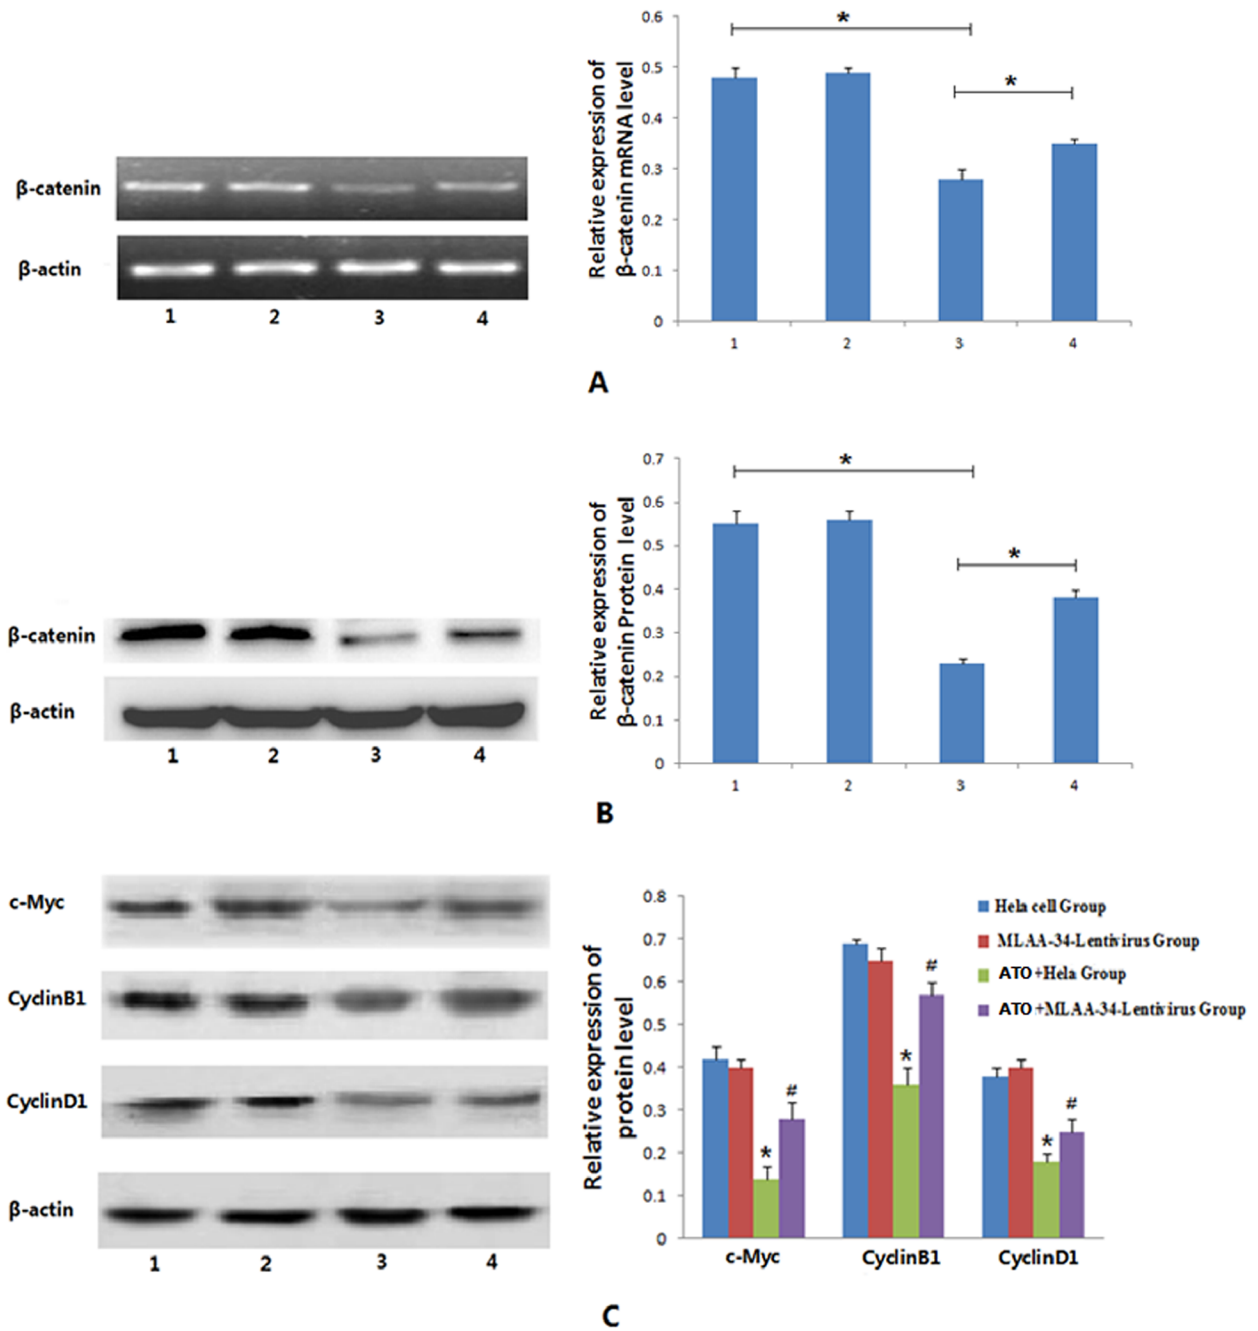 β-catenin
β-actin
1 2 3 4
Relative expression of
β-catenin mRNA level
0.6
0.5
0.4
0.3
0.2
0.1
0
*
*
1 2 3 4
A
β-catenin
β-actin
1 2 3 4
Relative expression of
β-catenin Protein level
0.7
0.6
0.5
0.4
0.3
0.2
0.1
0
*
*
1 2 3 4
B
c-Myc
CyclinB1
CyclinD1
β-actin
1 2 3 4
Relative expression of
protein level
0.8
0.7
0.6
0.5
0.4
0.3
0.2
0.1
0
* #
* #
* #
c-Myc CyclinB1 CyclinD1
Hela cell Group
MLAA-34-Lentivirus Group
ATO+Hela Group
ATO+MLAA-34-Lentivirus Group
C